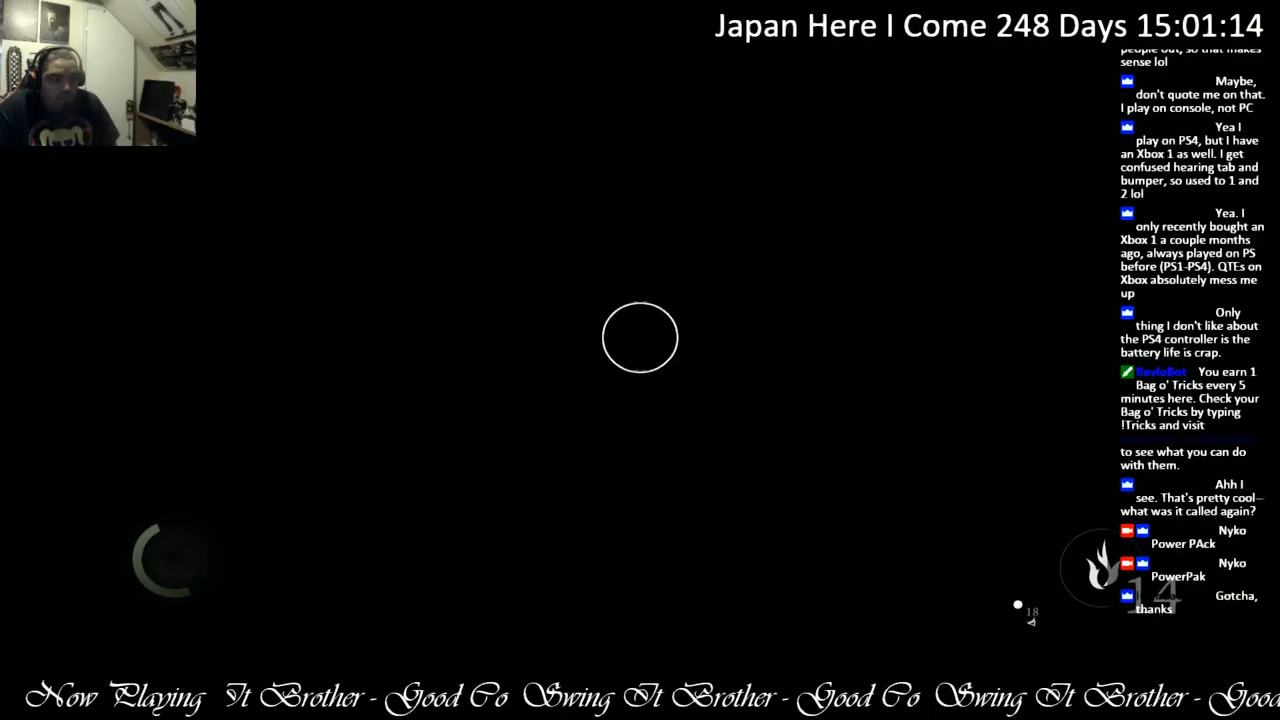 Japan Here I Come 248 Days 15:01:14
people out, so that makes
sense lol
Maybe,
don't quote me on that.
I play on console, not PC
Yea I
play on PS4, but I have
an Xbox 1 as well. I get
confused hearing tab and
bumper, so used to 1 and
2 lol
Yea. I
only recently bought an
Xbox 1 a couple months
ago, always played on PS
before (PS1-PS4). QTEs on
Xbox absolutely mess me
up
Only
thing I don't like about
the PS4 controller is the
battery life is crap.
RevloBot You earn 1
Bag o' Tricks every 5
minutes here. Check your
Bag o' Tricks by typing
!Tricks and visit
to see what you can do
with them.
Ahh I
see. That's pretty cool—
what was it called again?
Nyko
Power PAck
Nyko
PowerPak
Gotcha,
thanks
14
18
Now Playing It Brother - Good Co Swing It Brother - Good Co Swing It Brother - Good